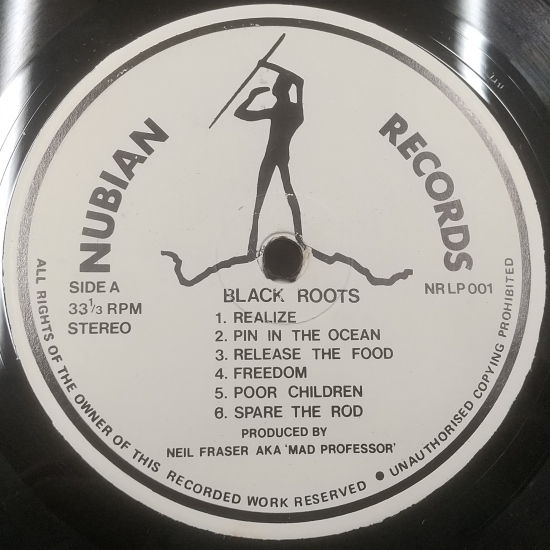 NUBIAN RECORDS
SIDE A
33 1/3 RPM
STEREO
NR LP 001
BLACK ROOTS
1. REALIZE
2. PIN IN THE OCEAN
3. RELEASE THE FOOD
4. FREEDOM
5. POOR CHILDREN
6. SPARE THE ROD
PRODUCED BY
NEIL FRASER AKA 'MAD PROFESSOR'
ALL RIGHTS OF THE OWNER OF THIS RECORDED WORK RESERVED ● UNAUTHORISED COPYING PROHIBITED